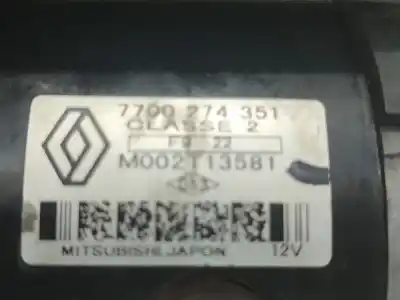 7700 274 351
CLASSE 2
F9 22
M002T13581
MITSUBISHI,JAPON 12V